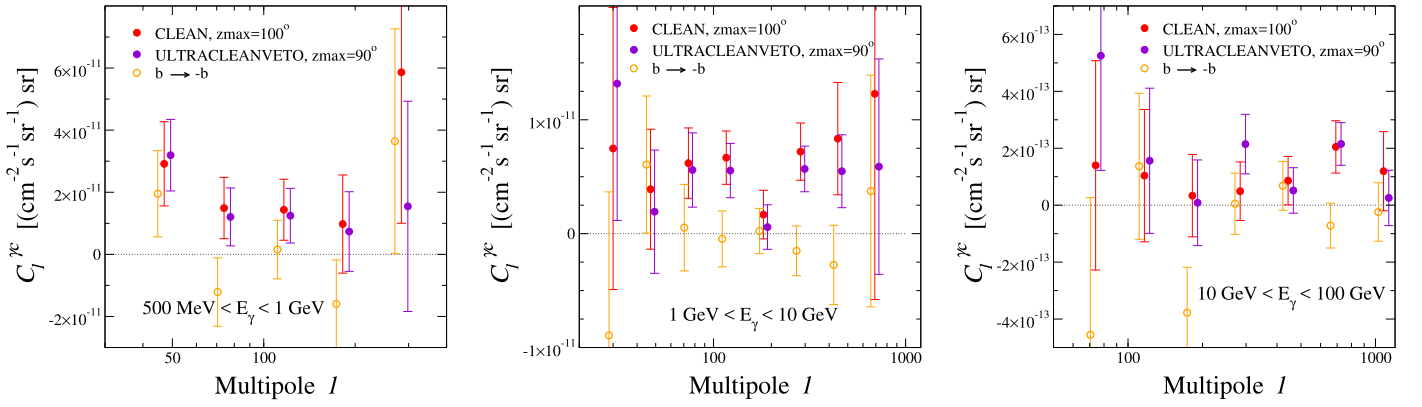 CLEAN, zmax=100°
ULTRACLEANVETO, zmax=90°
b → -b
6×10⁻¹¹
4×10⁻¹¹
2×10⁻¹¹
0
-2×10⁻¹¹
C_l^γc [(cm⁻² s⁻¹ sr⁻¹) sr]
500 MeV < E_γ < 1 GeV
50
100
Multipole l
CLEAN, zmax=100°
ULTRACLEANVETO, zmax=90°
b → -b
1×10⁻¹¹
0
-1×10⁻¹¹
C_l^γc [(cm⁻² s⁻¹ sr⁻¹) sr]
1 GeV < E_γ < 10 GeV
100
1000
Multipole l
CLEAN, zmax=100°
ULTRACLEANVETO, zmax=90°
b → -b
6×10⁻¹³
4×10⁻¹³
2×10⁻¹³
0
-2×10⁻¹³
-4×10⁻¹³
C_l^γc [(cm⁻² s⁻¹ sr⁻¹) sr]
10 GeV < E_γ < 100 GeV
100
1000
Multipole l